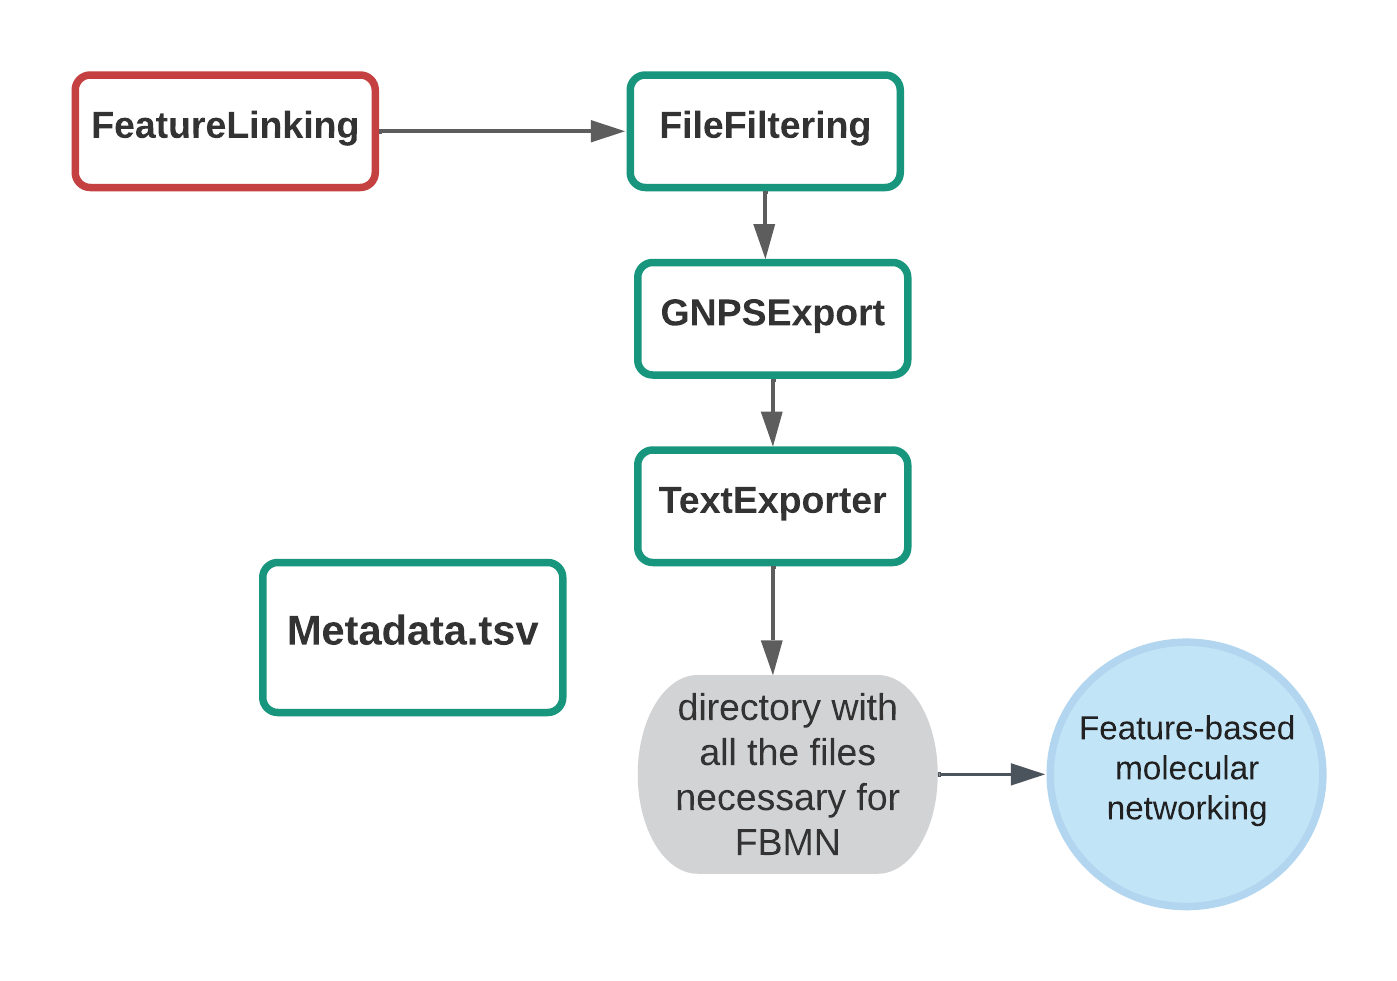 FeatureLinking
FileFiltering
GNPSExport
TextExporter
Metadata.tsv
directory with
all the files
necessary for
FBMN
Feature-based
molecular
networking